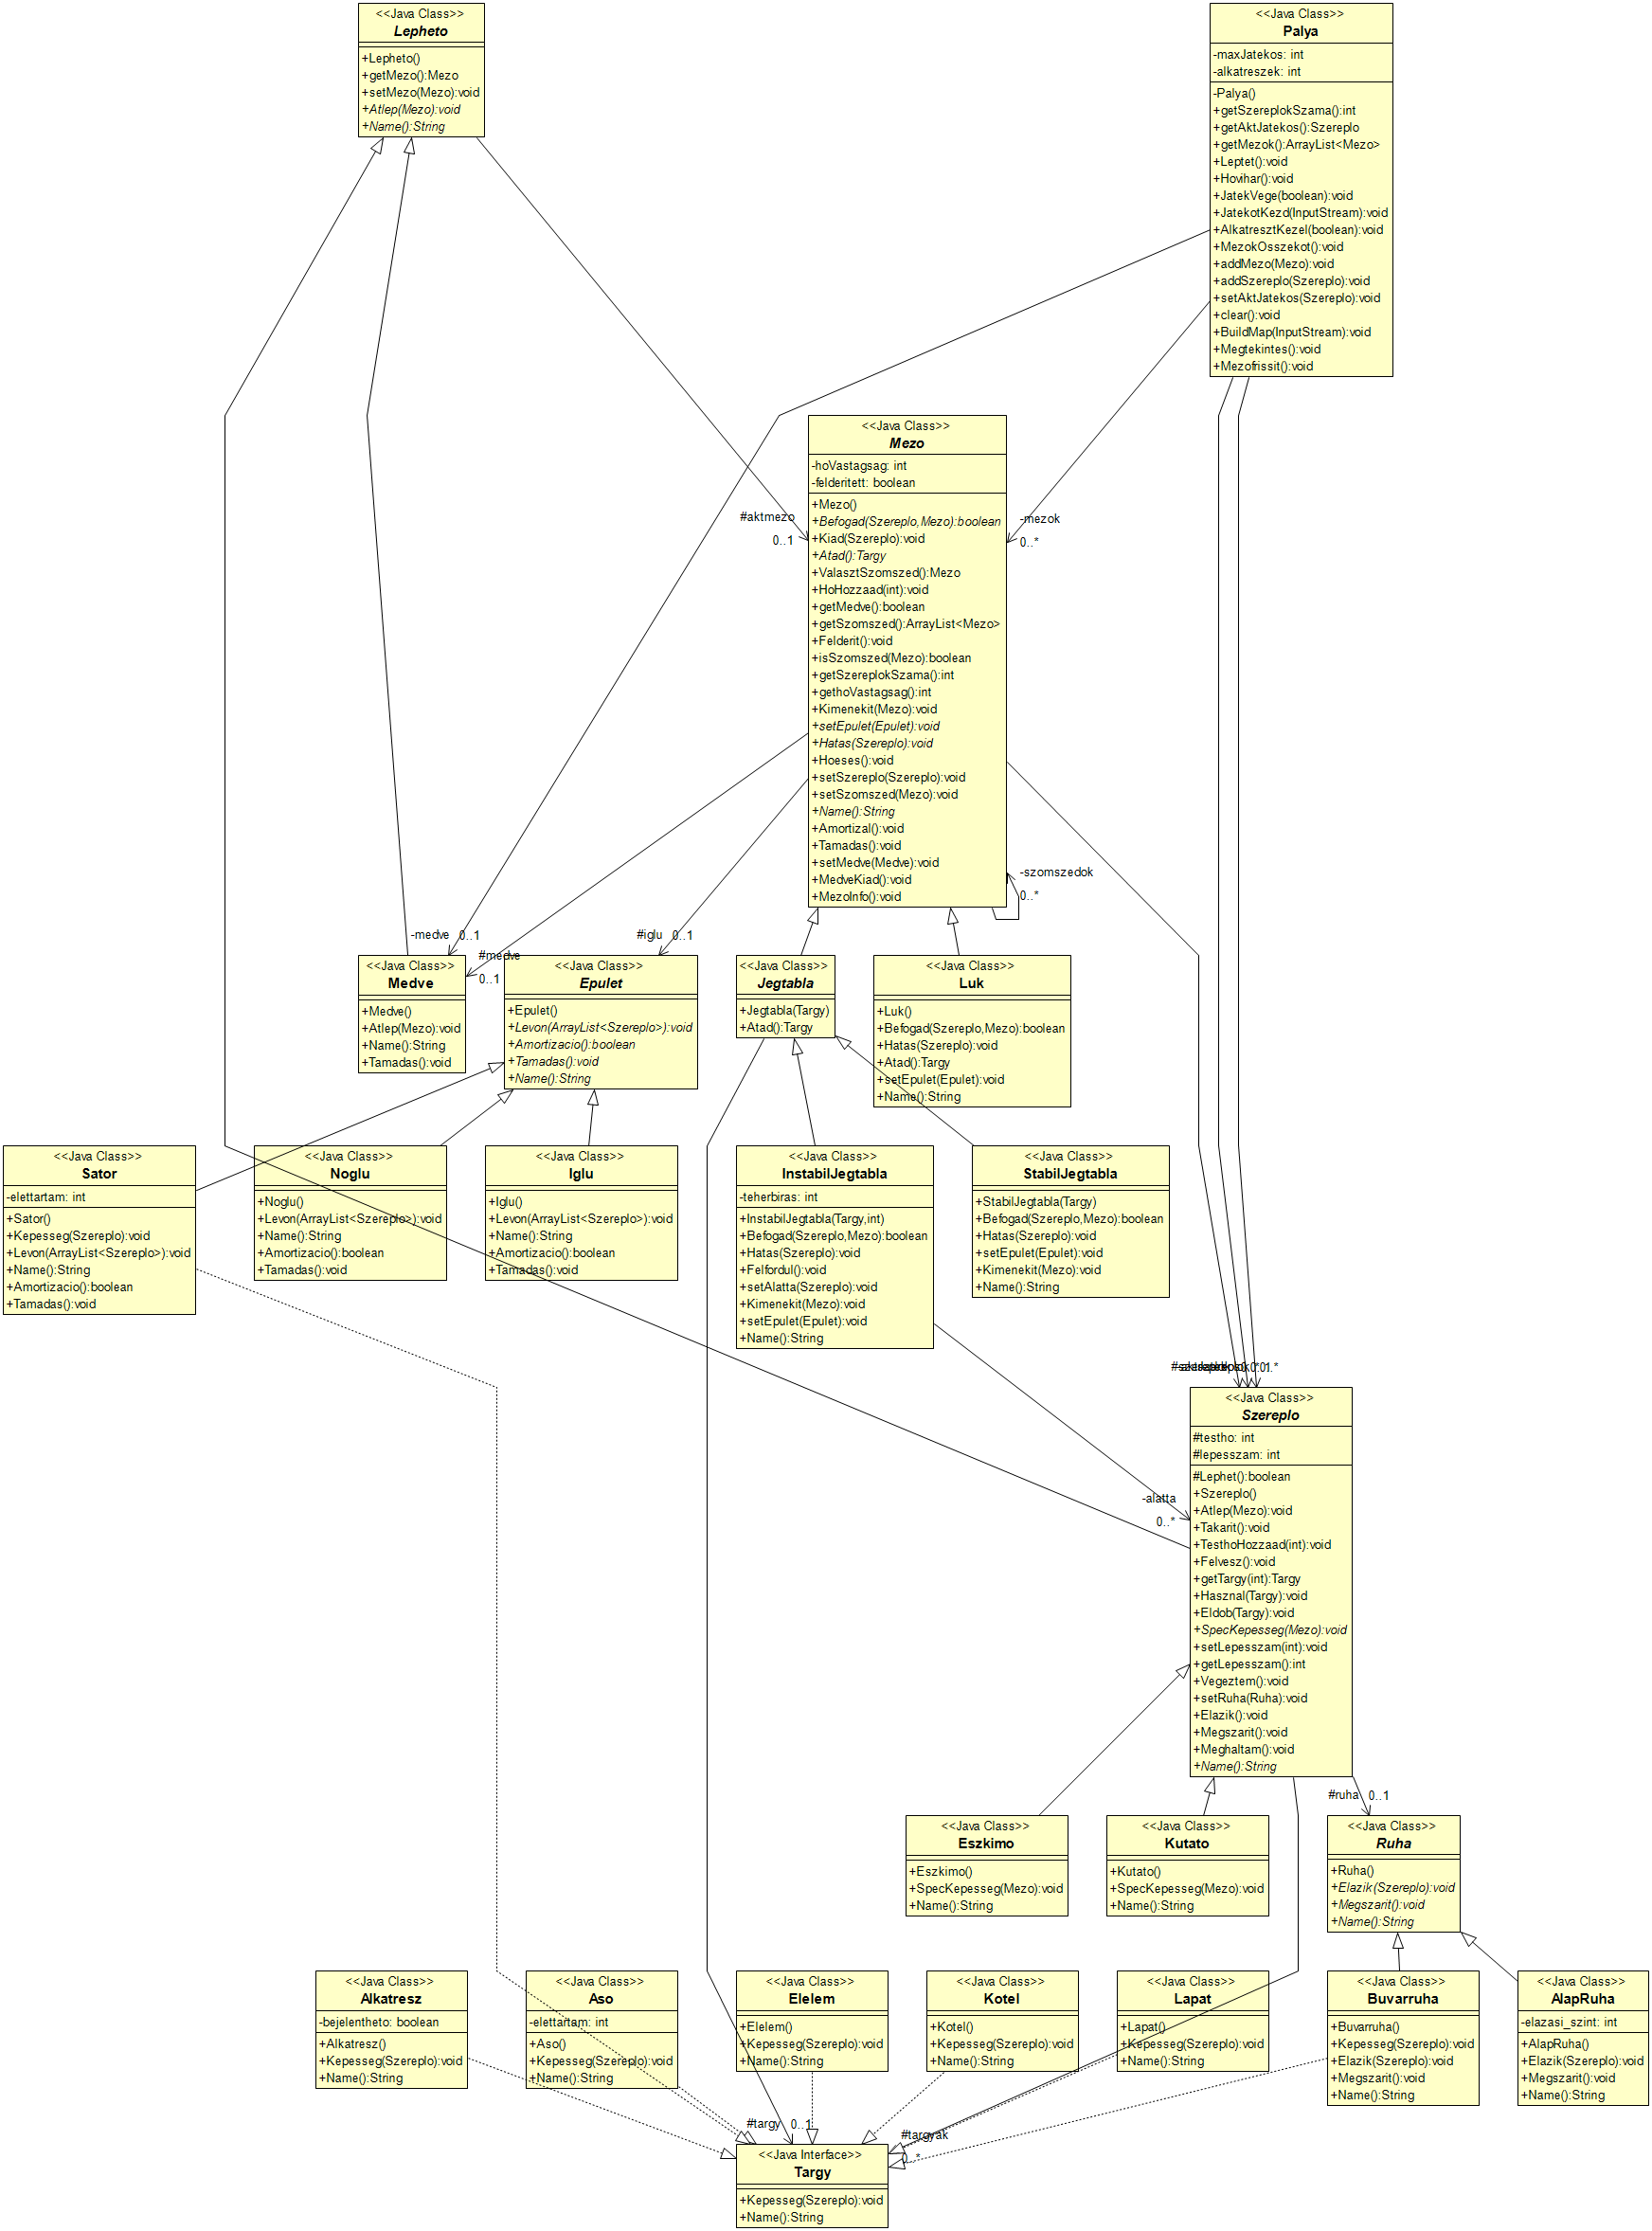 <<Java Class>>
Lepheto
+Lepheto()
+getMezo():Mezo
+setMezo(Mezo):void
+Atlep(Mezo):void
+Name():String
<<Java Class>>
Palya
-maxJatekos: int
-alkatreszek: int
-Palya()
+getSzereplokSzama():int
+getAktJatekos():Szereplo
+getMezok():ArrayList<Mezo>
+Leptet():void
+Hovihar():void
+JatekVege(boolean):void
+JatekotKezd(InputStream):void
+AlkatresztKezel(boolean):void
+MezokOsszekot():void
+addMezo(Mezo):void
+addSzereplo(Szereplo):void
+setAktJatekos(Szereplo):void
+clear():void
+BuildMap(InputStream):void
+Megtekintes():void
+Mezofrissit():void
<<Java Class>>
Mezo
-hoVastagsag: int
-felderitett: boolean
+Mezo()
+Befogad(Szereplo,Mezo):boolean
+Kiad(Szereplo):void
+Atad():Targy
+ValasztSzomszed():Mezo
+HoHozzaad(int):void
+getMedve():boolean
+getSzomszed():ArrayList<Mezo>
+Felderit():void
+isSzomszed(Mezo):boolean
+getSzereplokSzama():int
+gethoVastagsag():int
+Kimenekit(Mezo):void
+setEpulet(Epulet):void
+Hatas(Szereplo):void
+Hoeses():void
+setSzereplo(Szereplo):void
+setSzomszed(Mezo):void
+Name():String
+Amortizal():void
+Tamadas():void
+setMedve(Medve):void
+MedveKiad():void
+MezoInfo():void
#aktmezo
0..1
-mezok
0..*
-szomszedok
0..*
-medve 0..1
#medve
0..1
#iglu 0..1
<<Java Class>>
Medve
+Medve()
+Atlep(Mezo):void
+Name():String
+Tamadas():void
<<Java Class>>
Epulet
+Epulet()
+Levon(ArrayList<Szereplo>):void
+Amortizacio():boolean
+Tamadas():void
+Name():String
<<Java Class>>
Jegtabla
+Jegtabla(Targy)
+Atad():Targy
<<Java Class>>
Luk
+Luk()
+Befogad(Szereplo,Mezo):boolean
+Hatas(Szereplo):void
+Atad():Targy
+setEpulet(Epulet):void
+Name():String
<<Java Class>>
Sator
-elettartam: int
+Sator()
+Kepesseg(Szereplo):void
+Levon(ArrayList<Szereplo>):void
+Name():String
+Amortizacio():boolean
+Tamadas():void
<<Java Class>>
Noglu
+Noglu()
+Levon(ArrayList<Szereplo>):void
+Name():String
+Amortizacio():boolean
+Tamadas():void
<<Java Class>>
Iglu
+Iglu()
+Levon(ArrayList<Szereplo>):void
+Name():String
+Amortizacio():boolean
+Tamadas():void
<<Java Class>>
InstabilJegtabla
-teherbiras: int
+InstabilJegtabla(Targy,int)
+Befogad(Szereplo,Mezo):boolean
+Hatas(Szereplo):void
+Felfordul():void
+setAlatta(Szereplo):void
+Kimenekit(Mezo):void
+setEpulet(Epulet):void
+Name():String
<<Java Class>>
StabilJegtabla
+StabilJegtabla(Targy)
+Befogad(Szereplo,Mezo):boolean
+Hatas(Szereplo):void
+setEpulet(Epulet):void
+Kimenekit(Mezo):void
+Name():String
-alatta
0..*
<<Java Class>>
Szereplo
#testho: int
#lepesszam: int
#Lephet():boolean
+Szereplo()
+Atlep(Mezo):void
+Takarit():void
+TesthoHozzaad(int):void
+Felvesz():void
+getTargy(int):Targy
+Hasznal(Targy):void
+Eldob(Targy):void
+SpecKepesseg(Mezo):void
+setLepesszam(int):void
+getLepesszam():int
+Vegeztem():void
+setRuha(Ruha):void
+Elazik():void
+Megszarit():void
+Meghaltam():void
+Name():String
#ruha 0..1
<<Java Class>>
Eszkimo
+Eszkimo()
+SpecKepesseg(Mezo):void
+Name():String
<<Java Class>>
Kutato
+Kutato()
+SpecKepesseg(Mezo):void
+Name():String
<<Java Class>>
Ruha
+Ruha()
+Elazik(Szereplo):void
+Megszarit():void
+Name():String
<<Java Class>>
Alkatresz
-bejelentheto: boolean
+Alkatresz()
+Kepesseg(Szereplo):void
+Name():String
<<Java Class>>
Aso
-elettartam: int
+Aso()
+Kepesseg(Szereplo):void
+Name():String
<<Java Class>>
Elelem
+Elelem()
+Kepesseg(Szereplo):void
+Name():String
<<Java Class>>
Kotel
+Kotel()
+Kepesseg(Szereplo):void
+Name():String
<<Java Class>>
Lapat
+Lapat()
+Kepesseg(Szereplo):void
+Name():String
<<Java Class>>
Buvarruha
+Buvarruha()
+Kepesseg(Szereplo):void
+Elazik(Szereplo):void
+Megszarit():void
+Name():String
<<Java Class>>
AlapRuha
-elazasi_szint: int
+AlapRuha()
+Elazik(Szereplo):void
+Megszarit():void
+Name():String
#targy 0..1
#targyak
0..*
<<Java Interface>>
Targy
+Kepesseg(Szereplo):void
+Name():String